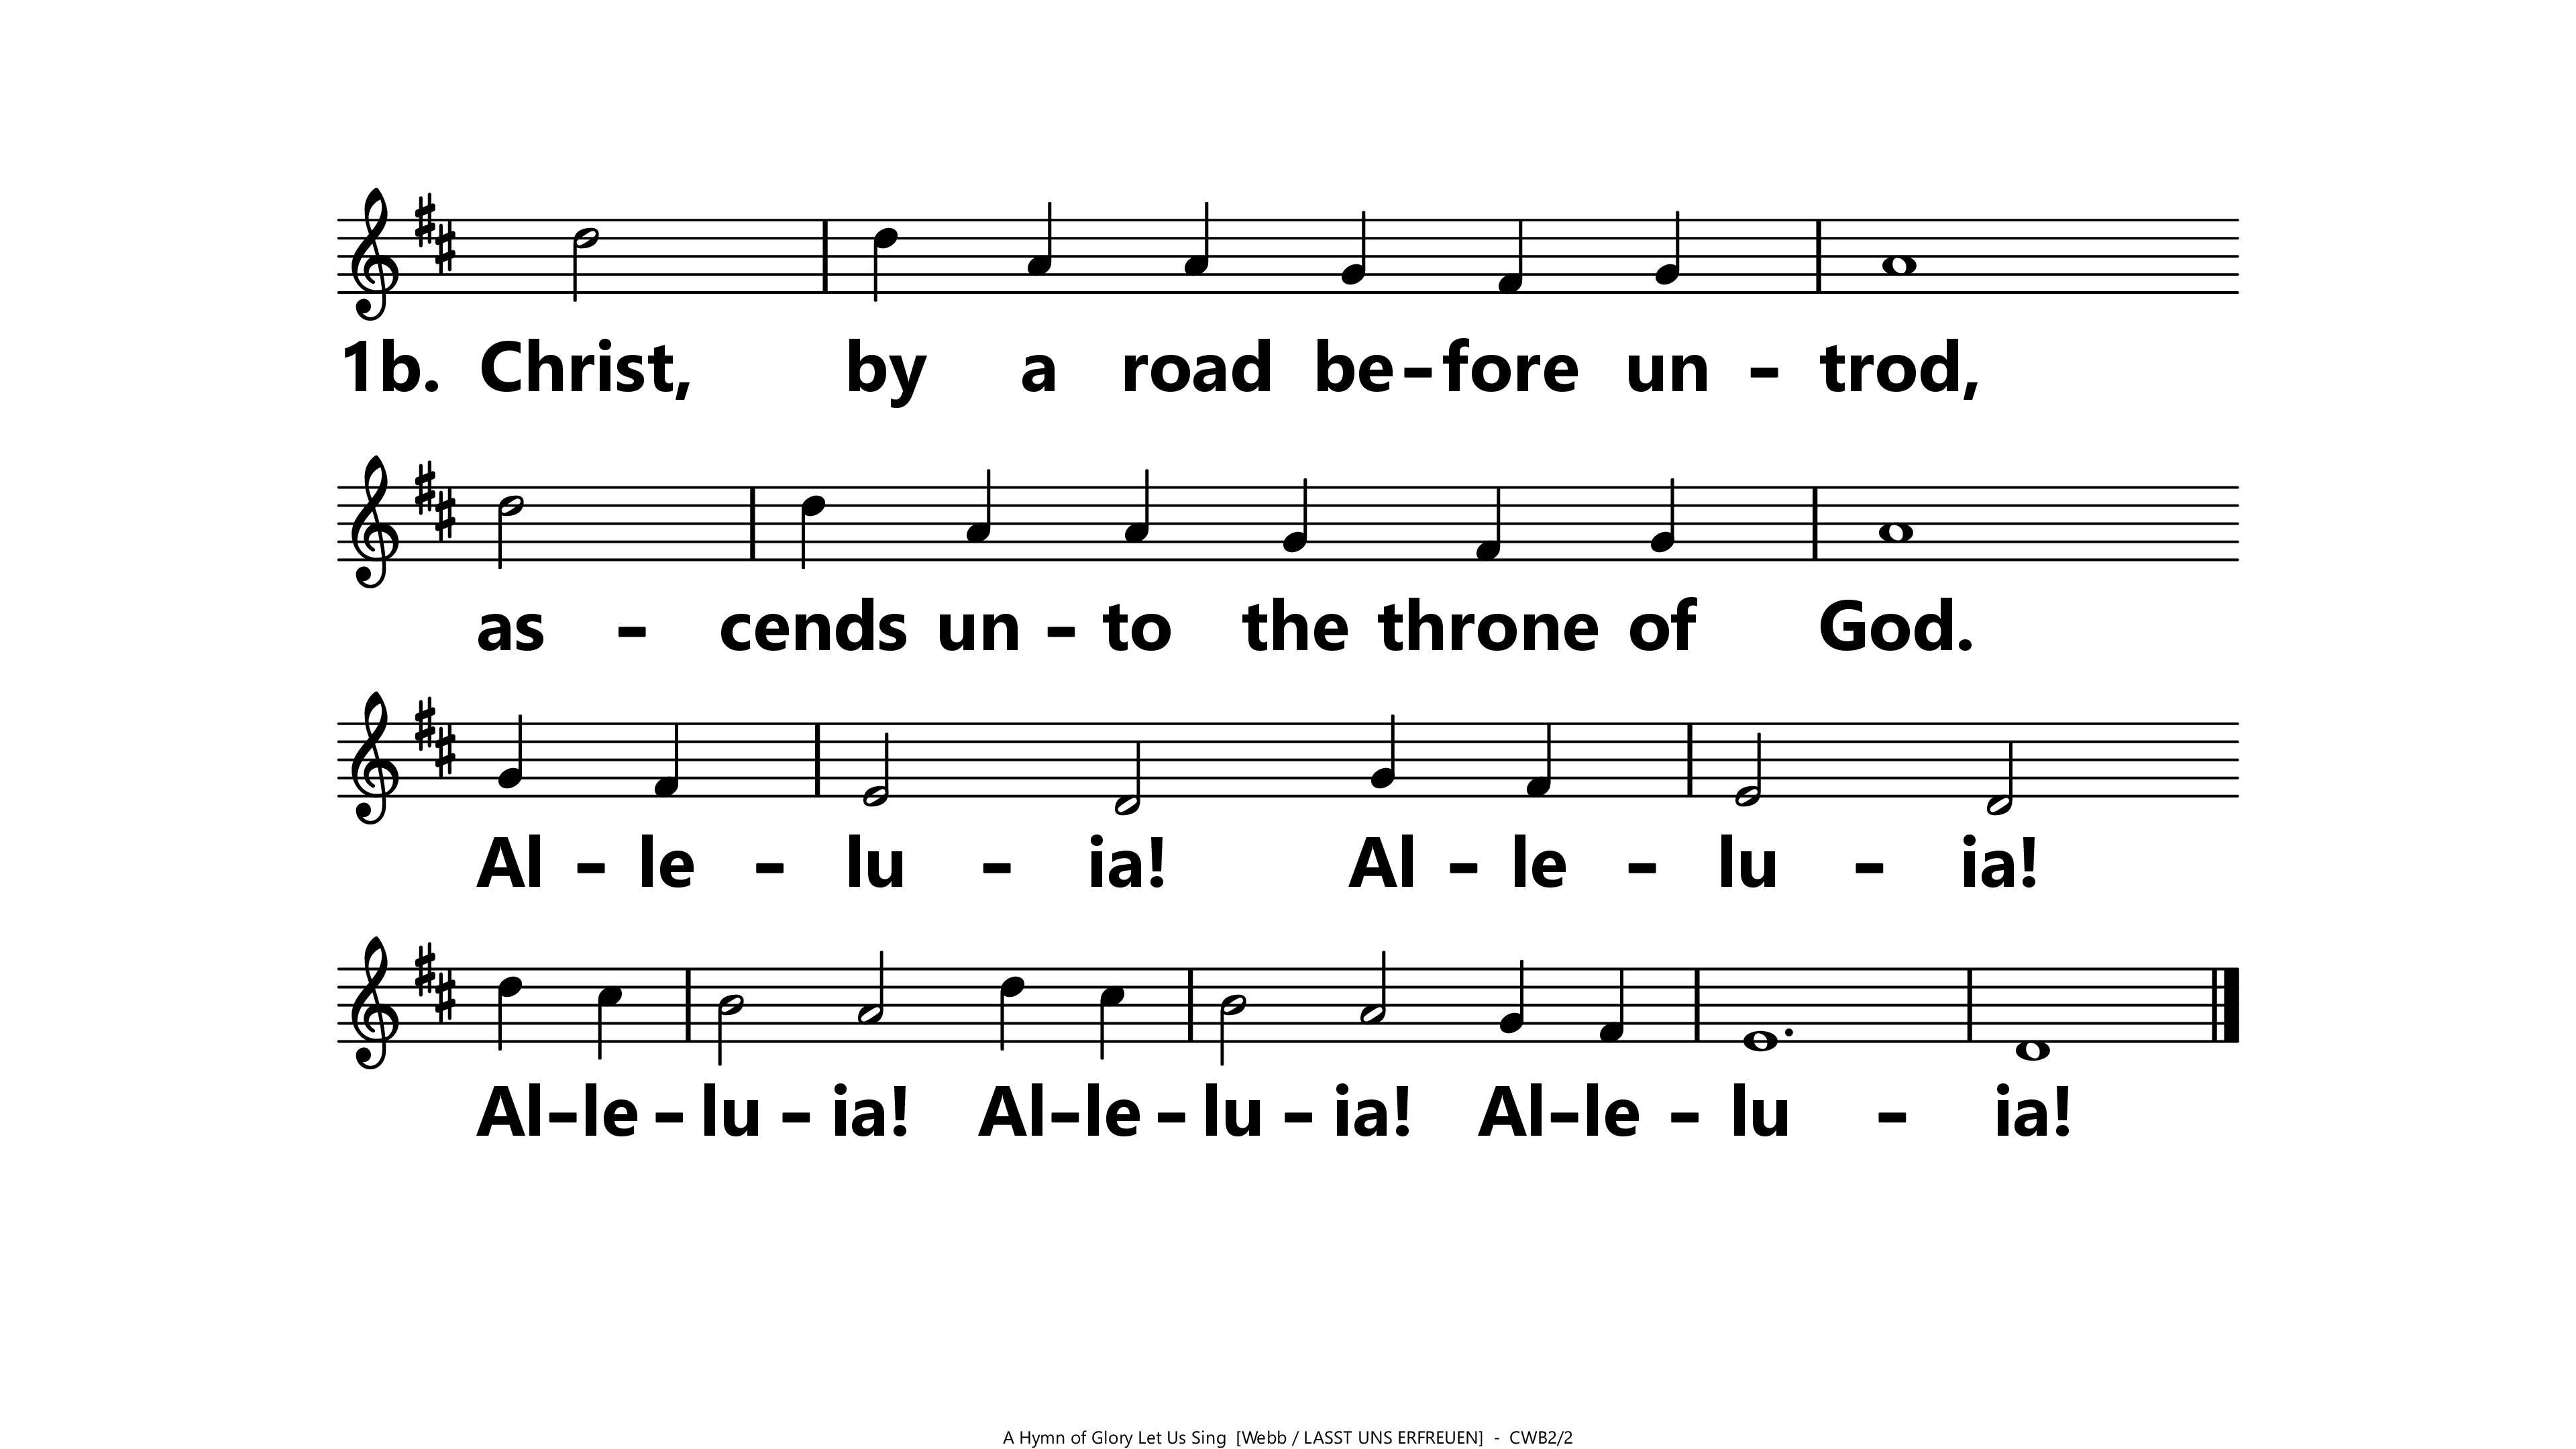 1b. Christ, by a road be-fore un - trod,
as - cends un - to the throne of God.
Al - le - lu - ia! Al - le - lu - ia!
Al-le - lu - ia! Al-le - lu - ia! Al-le - lu - ia!
A Hymn of Glory Let Us Sing [Webb / LASST UNS ERFREUEN] - CWB2/2